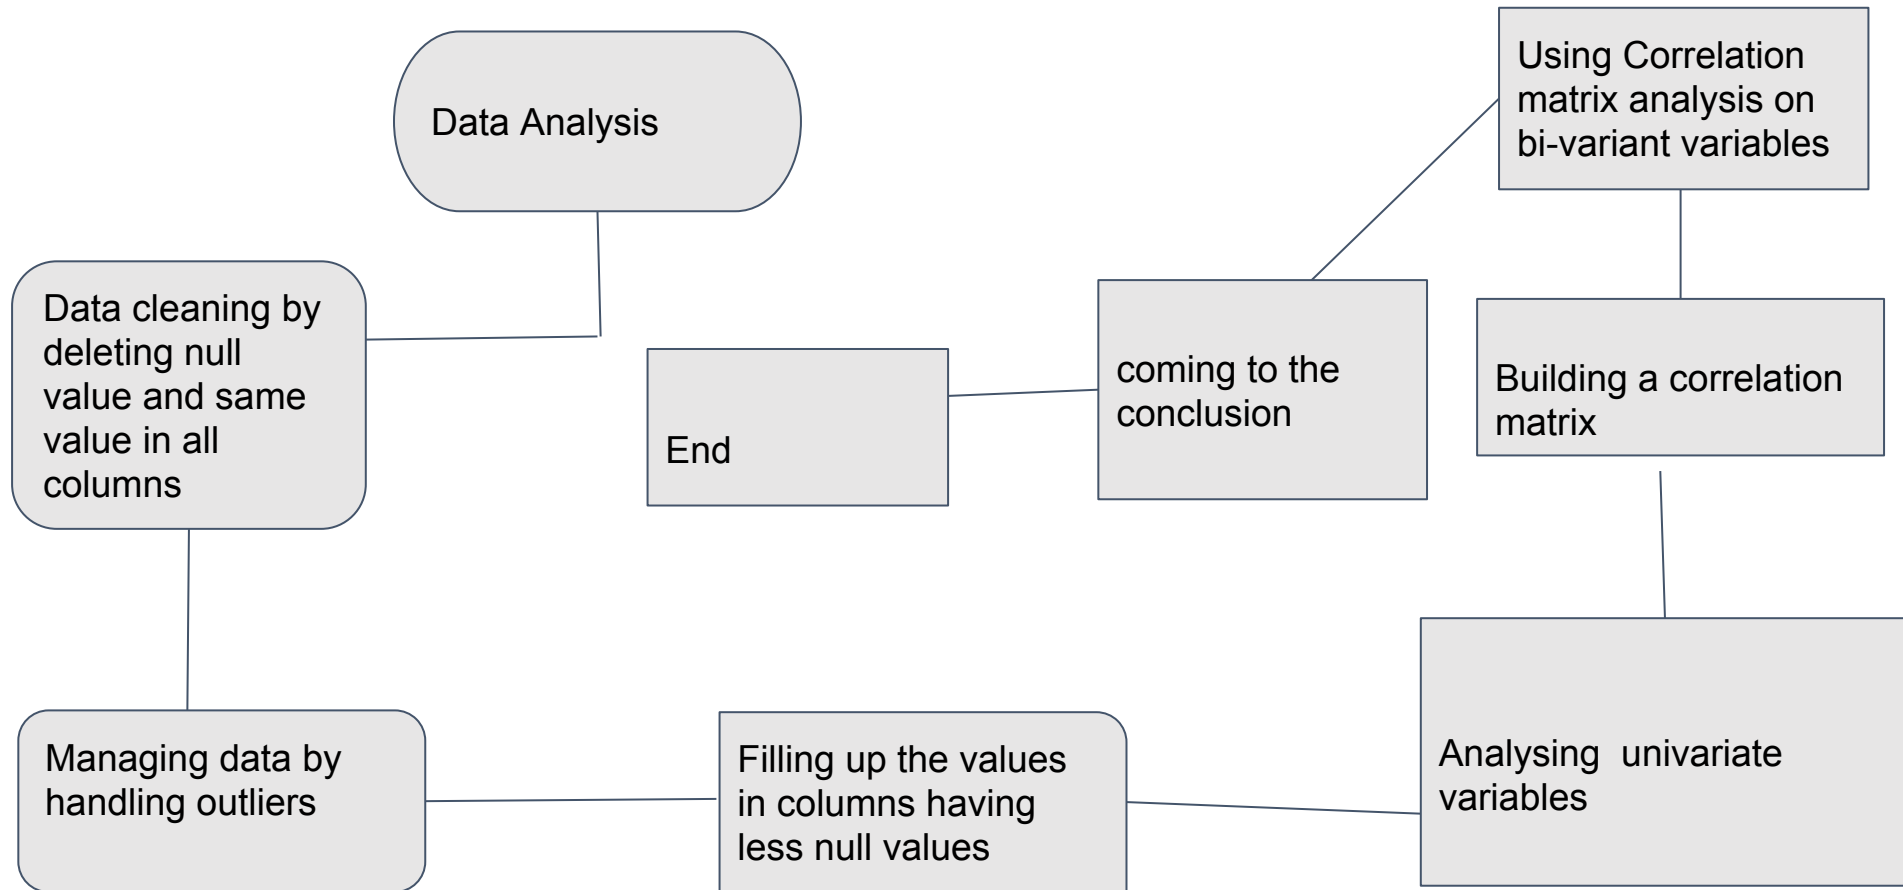 Data Analysis
Data cleaning by
deleting null
value and same
value in all
columns
Managing data by
handling outliers
Filling up the values
in columns having
less null values
Analysing  univariate
variables
Building a correlation
matrix
Using Correlation
matrix analysis on
bi-variant variables
coming to the
conclusion
End